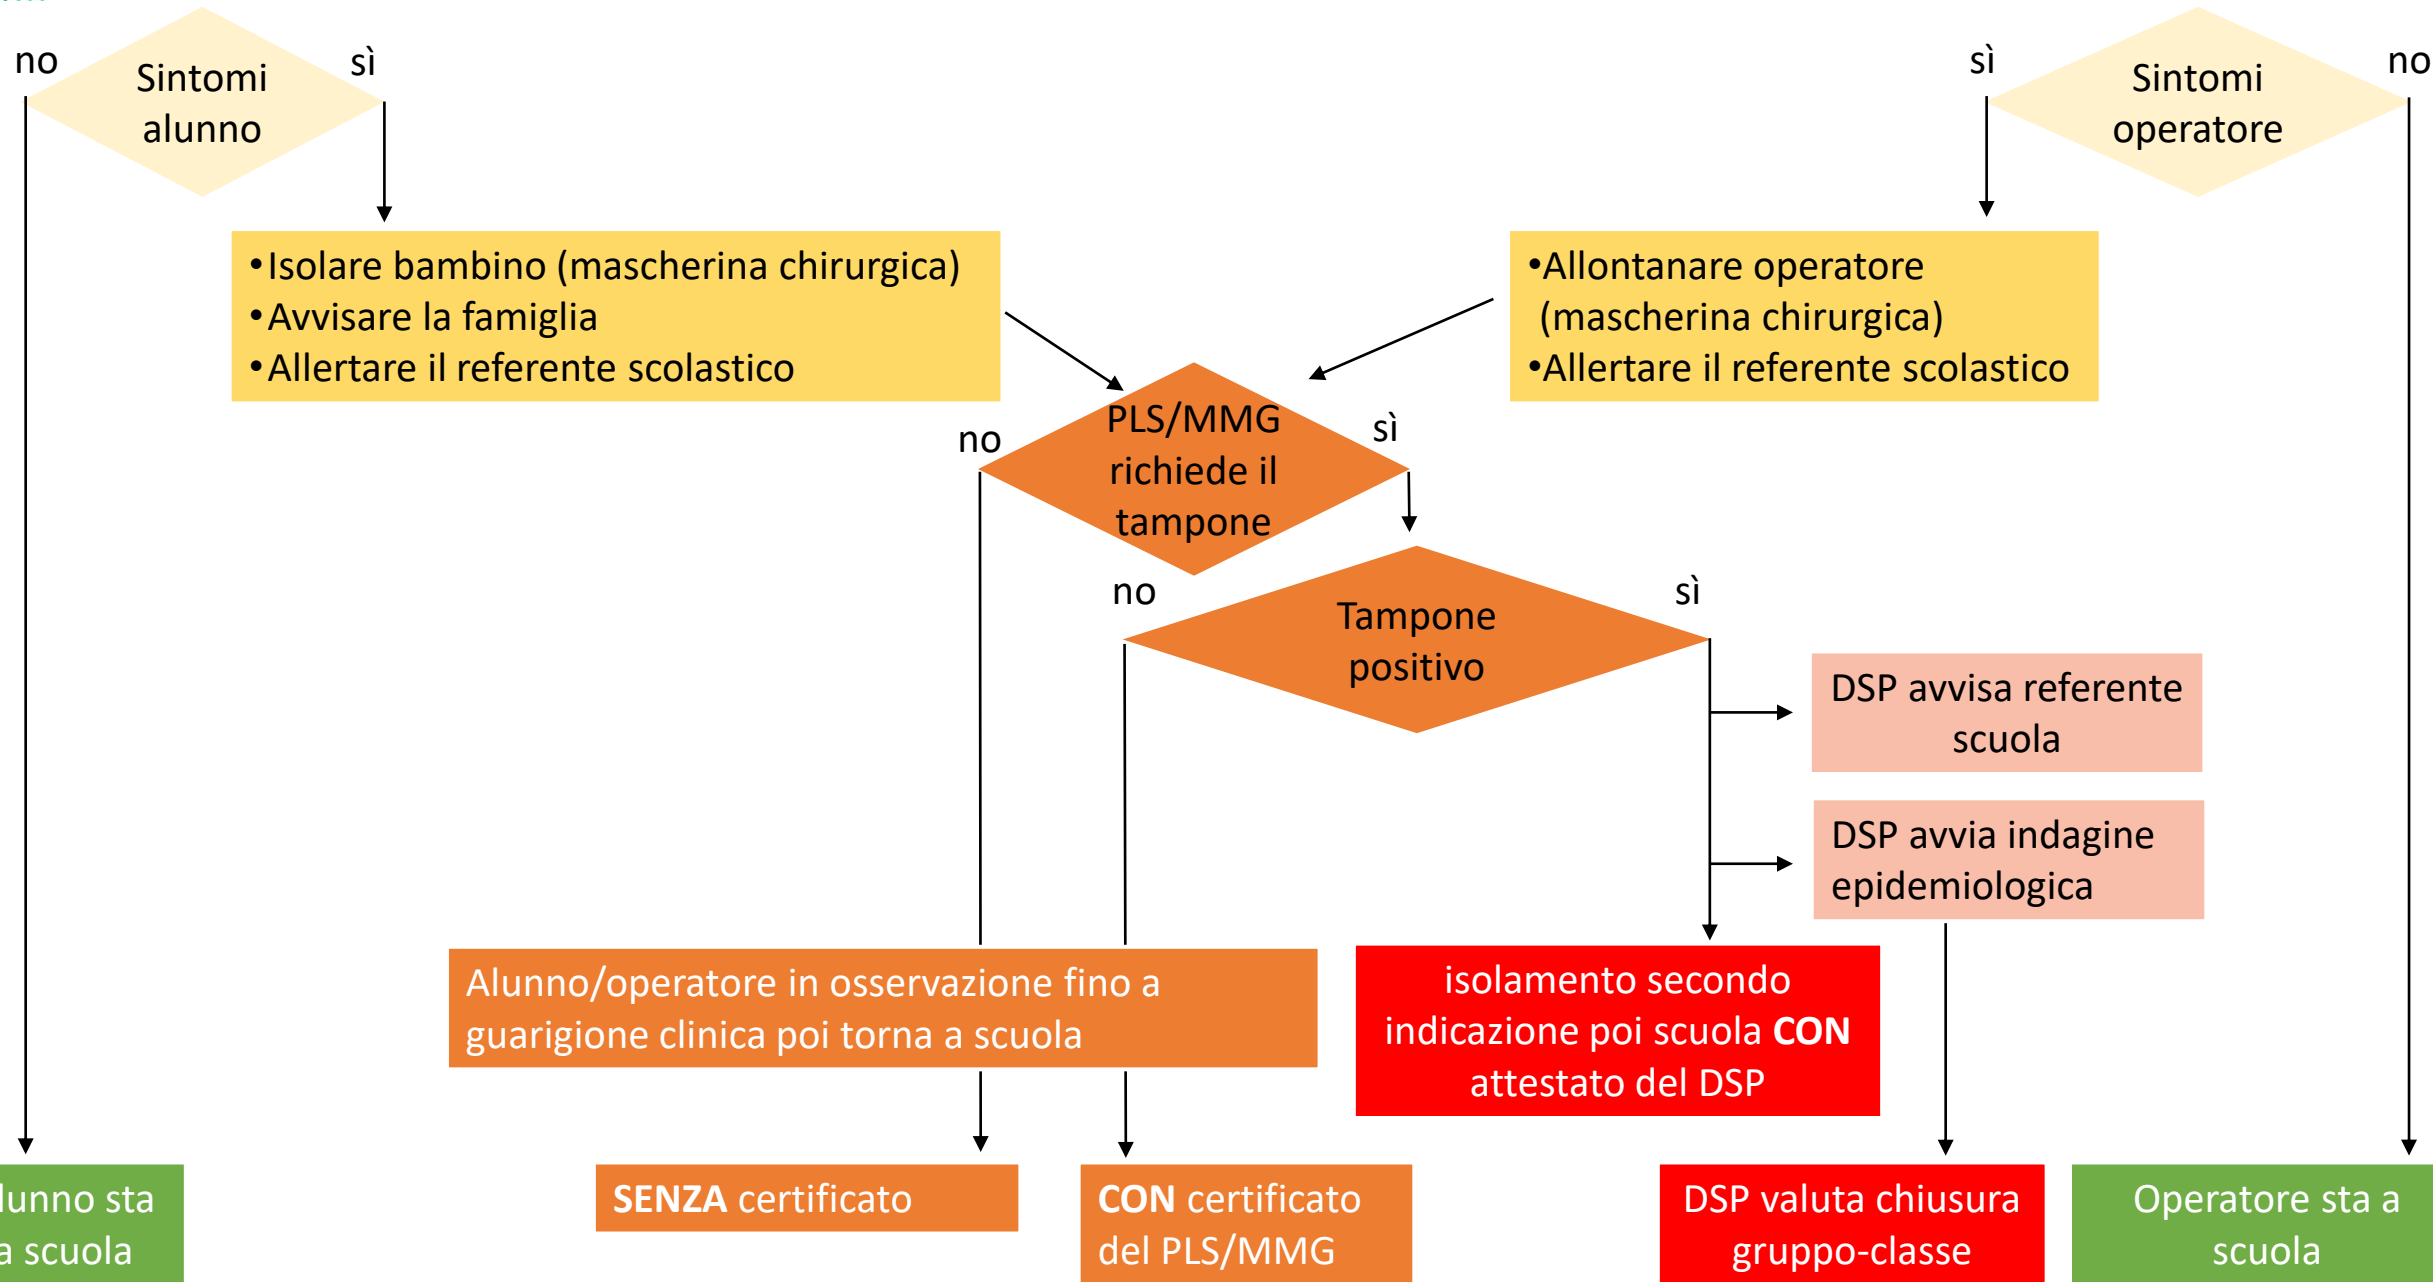 no
Sintomi
alunno
sì
sì
Sintomi
operatore
no
•Isolare bambino (mascherina chirurgica)
•Avvisare la famiglia
•Allertare il referente scolastico
•Allontanare operatore
(mascherina chirurgica)
•Allertare il referente scolastico
no
PLS/MMG
richiede il
tampone
sì
no
Tampone
positivo
sì
DSP avvisa referente
scuola
DSP avvia indagine
epidemiologica
Alunno/operatore in osservazione fino a
guarigione clinica poi torna a scuola
isolamento secondo
indicazione poi scuola CON
attestato del DSP
lunno sta
a scuola
SENZA certificato
CON certificato
del PLS/MMG
DSP valuta chiusura
gruppo-classe
Operatore sta a
scuola